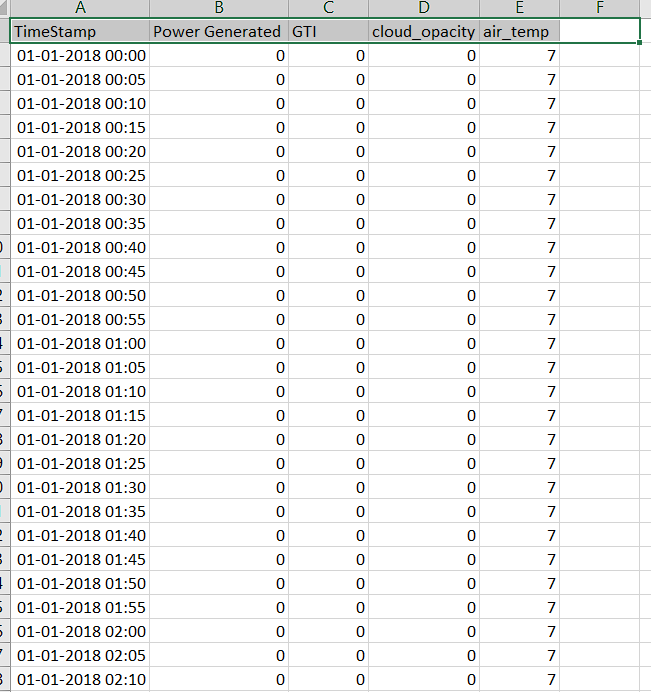 A B C D E F
TimeStamp Power Generated GTI cloud_opacity air_temp
01-01-2018 00:00 0 0 0 7
01-01-2018 00:05 0 0 0 7
01-01-2018 00:10 0 0 0 7
01-01-2018 00:15 0 0 0 7
01-01-2018 00:20 0 0 0 7
01-01-2018 00:25 0 0 0 7
01-01-2018 00:30 0 0 0 7
01-01-2018 00:35 0 0 0 7
01-01-2018 00:40 0 0 0 7
01-01-2018 00:45 0 0 0 7
01-01-2018 00:50 0 0 0 7
01-01-2018 00:55 0 0 0 7
01-01-2018 01:00 0 0 0 7
01-01-2018 01:05 0 0 0 7
01-01-2018 01:10 0 0 0 7
01-01-2018 01:15 0 0 0 7
01-01-2018 01:20 0 0 0 7
01-01-2018 01:25 0 0 0 7
01-01-2018 01:30 0 0 0 7
01-01-2018 01:35 0 0 0 7
01-01-2018 01:40 0 0 0 7
01-01-2018 01:45 0 0 0 7
01-01-2018 01:50 0 0 0 7
01-01-2018 01:55 0 0 0 7
01-01-2018 02:00 0 0 0 7
01-01-2018 02:05 0 0 0 7
01-01-2018 02:10 0 0 0 7